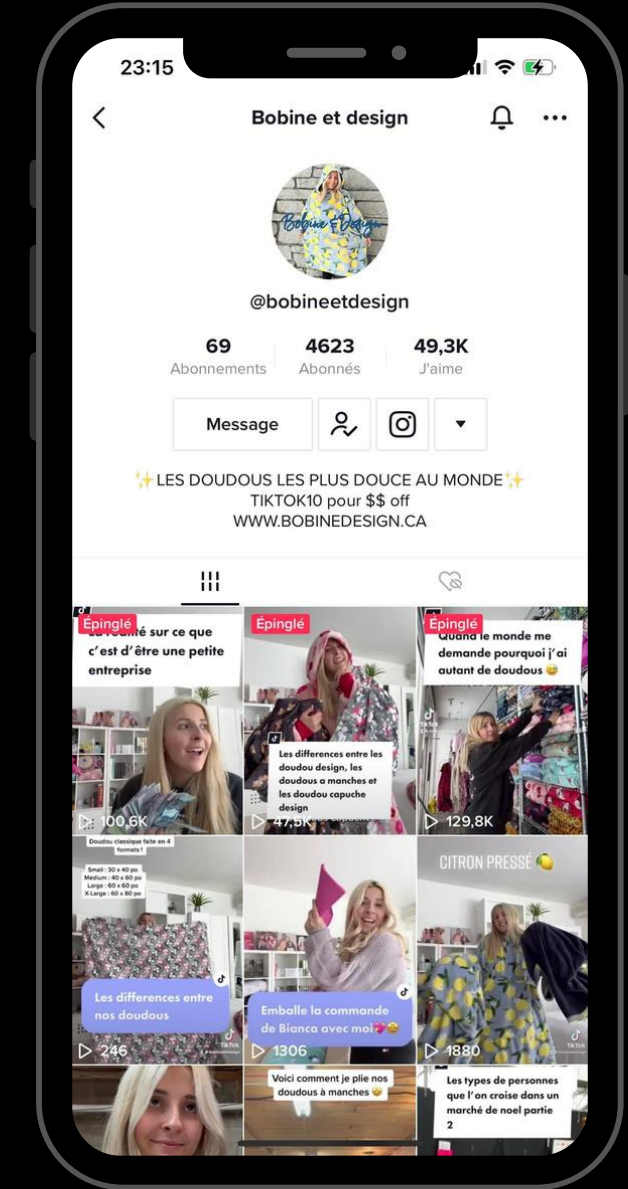 23:15
Bobine et design
Bobine & Design
@bobineetdesign
69 4623 49,3K
Abonnements Abonnés J'aime
Message
✨LES DOUDOUS LES PLUS DOUCE AU MONDE✨
TIKTOK10 pour $$ off
WWW.BOBINEDESIGN.CA
Épinglé
sur ce que
c'est d'être une petite
entreprise
100,6K
Épinglé
Les differences entre les
doudou design, les
doudous a manches et
les doudou capuche
design
47,5K
Épinglé
Quand le monde me
demande pourquoi j'ai
autant de doudous 😅
TikTok
129,8K
Doudou classique faite en 4
formats !
Small : 30 x 40 po
Médium : 40 x 60 po
Large : 60 x 60 po
X-Large : 60 x 80 po
Les differences entre
nos doudous
TikTok
246
Emballe la commande
de Bianca avec moi💖🤩
1306
CITRON PRESSÉ 🍋
TikTok
1880
Voici comment je plie nos
doudous à manches 🤩
Les types de personnes
que l'on croise dans un
marché de noel partie
2